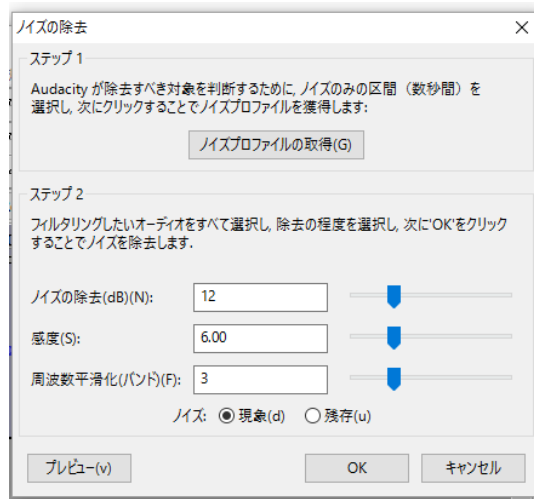 ノイズの除去
ステップ 1
Audacity が除去すべき対象を判断するために, ノイズのみの区間（数秒間）を
選択し, 次にクリックすることでノイズプロファイルを獲得します:
ノイズプロファイルの取得(G)
ステップ 2
フィルタリングしたいオーディオをすべて選択し, 除去の程度を選択し, 次に'OK'をクリック
することでノイズを除去します.
ノイズの除去(dB)(N): 12
感度(S): 6.00
周波数平滑化(バンド)(F): 3
ノイズ: 現象(d) 残存(u)
プレビュー(v) OK キャンセル